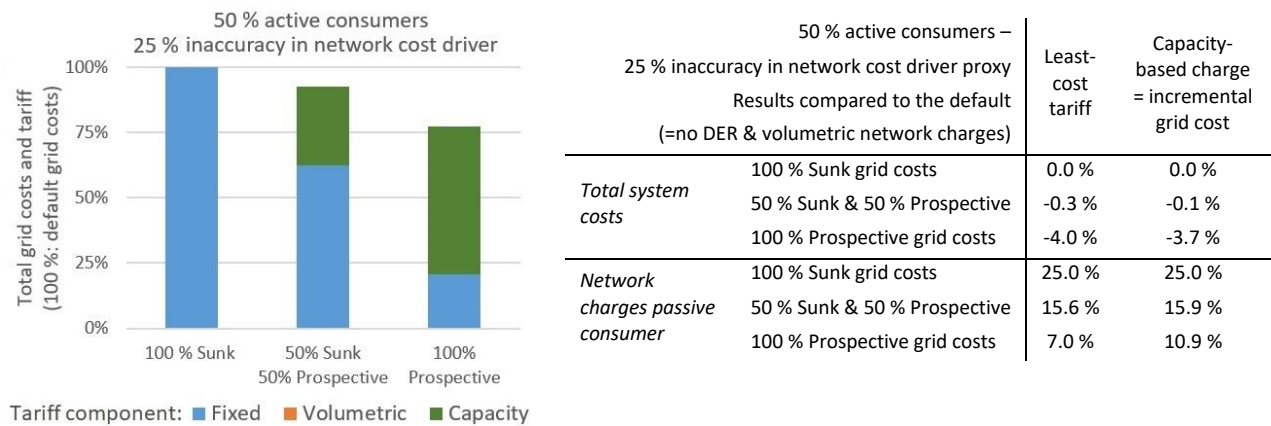 50 % active consumers
25 % inaccuracy in network cost driver
Total grid costs and tariff
(100 %: default grid costs)
100%
75%
50%
25%
0%
100 % Sunk
50% Sunk
50% Prospective
100%
Prospective
Tariff component: Fixed Volumetric Capacity
50 % active consumers –
25 % inaccuracy in network cost driver proxy
Results compared to the default
(=no DER & volumetric network charges)
Least-
cost
tariff
Capacity-
based charge
= incremental
grid cost
Total system
costs
100 % Sunk grid costs 0.0 % 0.0 %
50 % Sunk & 50 % Prospective -0.3 % -0.1 %
100 % Prospective grid costs -4.0 % -3.7 %
Network
charges passive
consumer
100 % Sunk grid costs 25.0 % 25.0 %
50 % Sunk & 50 % Prospective 15.6 % 15.9 %
100 % Prospective grid costs 7.0 % 10.9 %